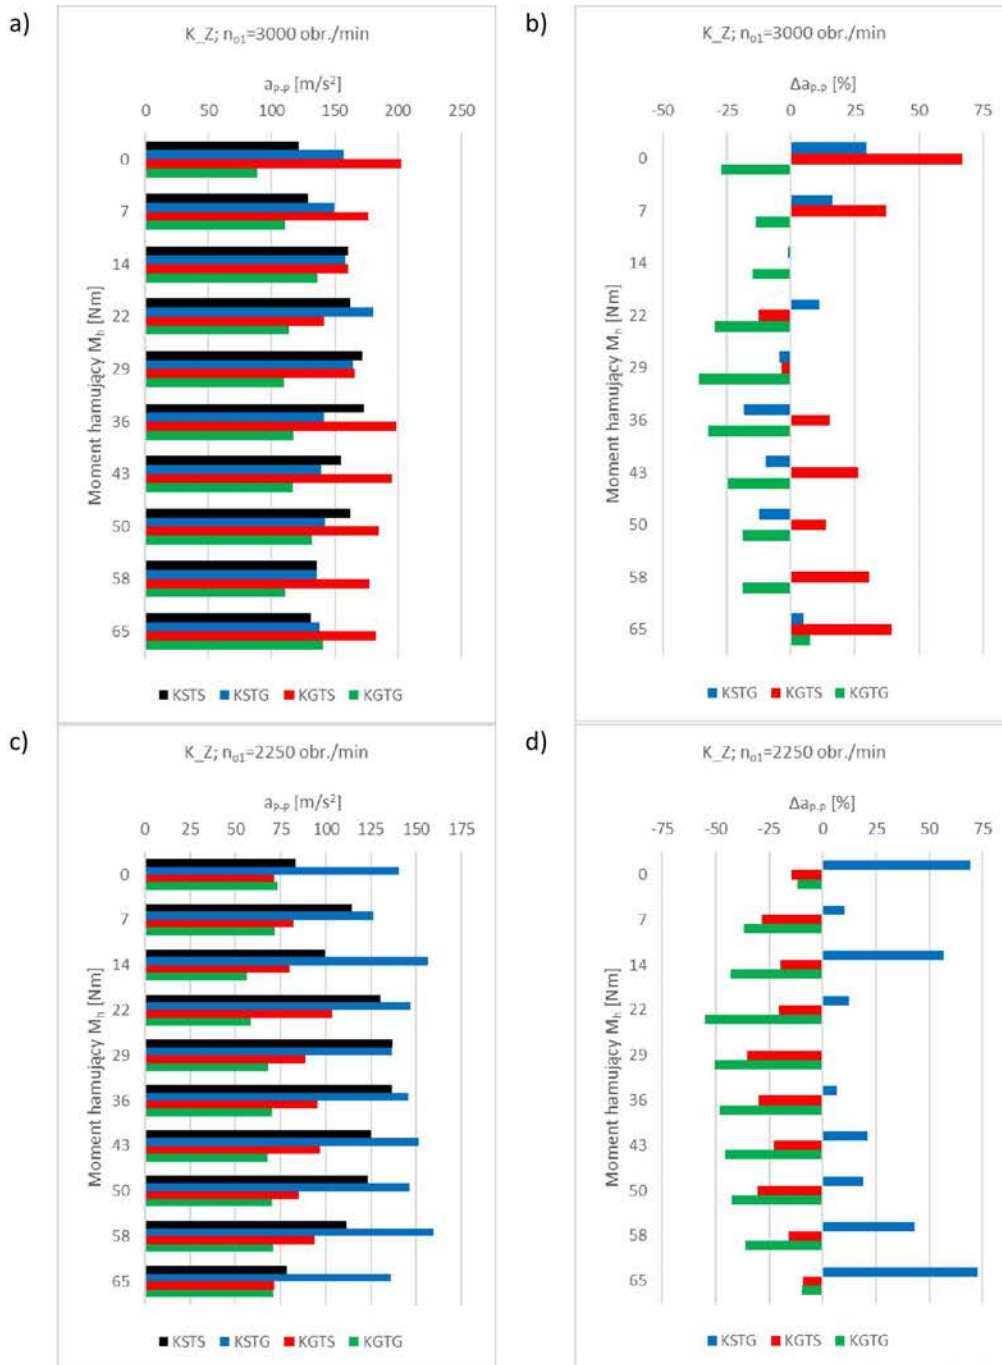 a)
K_Z; nₒ₁=3000 obr./min
aₚ₋ₚ [m/s²]
0 50 100 150 200 250
Moment hamujący Mₕ [Nm]
0
7
14
22
29
36
43
50
58
65
KSTS KSTG KGTS KGTG
b)
K_Z; nₒ₁=3000 obr./min
Δaₚ₋ₚ [%]
-50 -25 0 25 50 75
Moment hamujący Mₕ [Nm]
0
7
14
22
29
36
43
50
58
65
KSTG KGTS KGTG
c)
K_Z; nₒ₁=2250 obr./min
aₚ₋ₚ [m/s²]
0 25 50 75 100 125 150 175
Moment hamujący Mₕ [Nm]
0
7
14
22
29
36
43
50
58
65
KSTS KSTG KGTS KGTG
d)
K_Z; nₒ₁=2250 obr./min
Δaₚ₋ₚ [%]
-75 -50 -25 0 25 50 75
Moment hamujący Mₕ [Nm]
0
7
14
22
29
36
43
50
58
65
KSTG KGTS KGTG